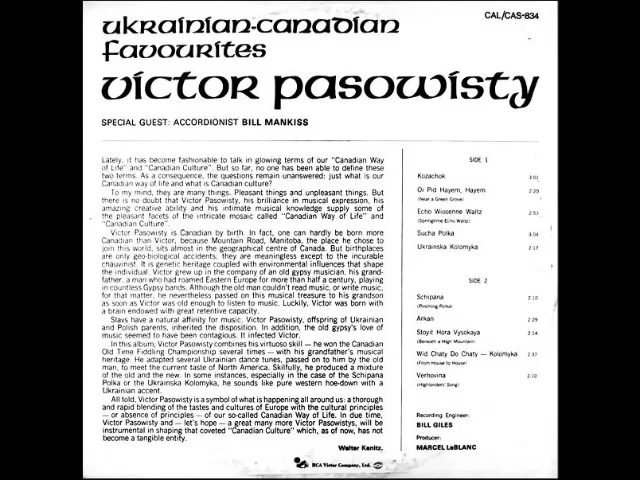 CAL/CAS-834
ukrainian-canadian
favourites
victor pasowisty
SPECIAL GUEST: ACCORDIONIST BILL MANKISS
Lately, it has become fashionable to talk in glowing terms of our "Canadian Way
of Life" and "Canadian Culture". But so far, no one has been able to define these
two terms. As a consequence, the questions remain unanswered: just what is our
Canadian way of life and what is Canadian culture?
To my mind, they are many things. Pleasant things and unpleasant things. But
there is no doubt that Victor Pasowisty, his brilliance in musical expression, his
amazing creative ability and his intimate musical knowledge supply some of
the pleasant facets of the intricate mosaic called "Canadian Way of Life" and
"Canadian Culture".
Victor Pasowisty is Canadian by birth. In fact, one can hardly be born more
Canadian than Victor, because Mountain Road, Manitoba, the place he chose to
join this world, sits almost in the geographical centre of Canada. But birthplaces
are only geo-biological accidents, they are meaningless except to the incurable
chauvinist. It is genetic heritage coupled with environmental influences that shape
the individual. Victor grew up in the company of an old gypsy musician, his grand-
father, a man who had roamed Eastern Europe for more than half a century, playing
in countless Gypsy bands. Although the old man couldn't read music, or write music,
for that matter, he nevertheless passed on this musical treasure to his grandson
as soon as Victor was old enough to listen to music. Luckily, Victor was born with
a brain endowed with great retentive capacity.
Slavs have a natural affinity for music. Victor Pasowisty, offspring of Ukrainian
and Polish parents, inherited the disposition. In addition, the old gypsy's love of
music seemed to have been contagious. It infected Victor.
In this album, Victor Pasowisty combines his virtuoso skill — he won the Canadian
Old Time Fiddling Championship several times — with his grandfather's musical
heritage. He adapted several Ukrainian dance tunes, passed on to him by the old
man, to meet the current taste of North America. Skilfully, he produced a mixture
of the old and the new. In some instances, especially in the case of the Schipana
Polka or the Ukrainska Kolomyka, he sounds like pure western hoe-down with a
Ukrainian accent.
All told, Victor Pasowisty is a symbol of what is happening all around us: a thorough
and rapid blending of the tastes and cultures of Europe with the cultural principles
— or absence of principles — of our so-called Canadian Way of Life. In due time,
Victor Pasowisty and — let's hope — a great many more Victor Pasowistys, will be
instrumental in shaping that coveted "Canadian Culture" which, as of now, has not
become a tangible entity.
Walter Kanitz.
RCA Victor Company, Ltd.
SIDE 1
Kozachok 3:01
Oi Pid Hayem, Hayem 2:20
(Near a Green Grove)
Echo Wiosenne Waltz 2:53
(Springtime Echo Waltz)
Sucha Polka 3:04
Ukrainska Kolomyka 2:17
SIDE 2
Schipana 2:10
(Pinching Polka)
Arkan 2:29
Stoyit Hora Vysokaya 2:14
(Beneath a High Mountain)
Wid Chaty Do Chaty — Kolomyka 2:37
(From House to House)
Verhovina 2:10
(Highlanders' Song)
Recording Engineer:
BILL GILES
Producer:
MARCEL LeBLANC